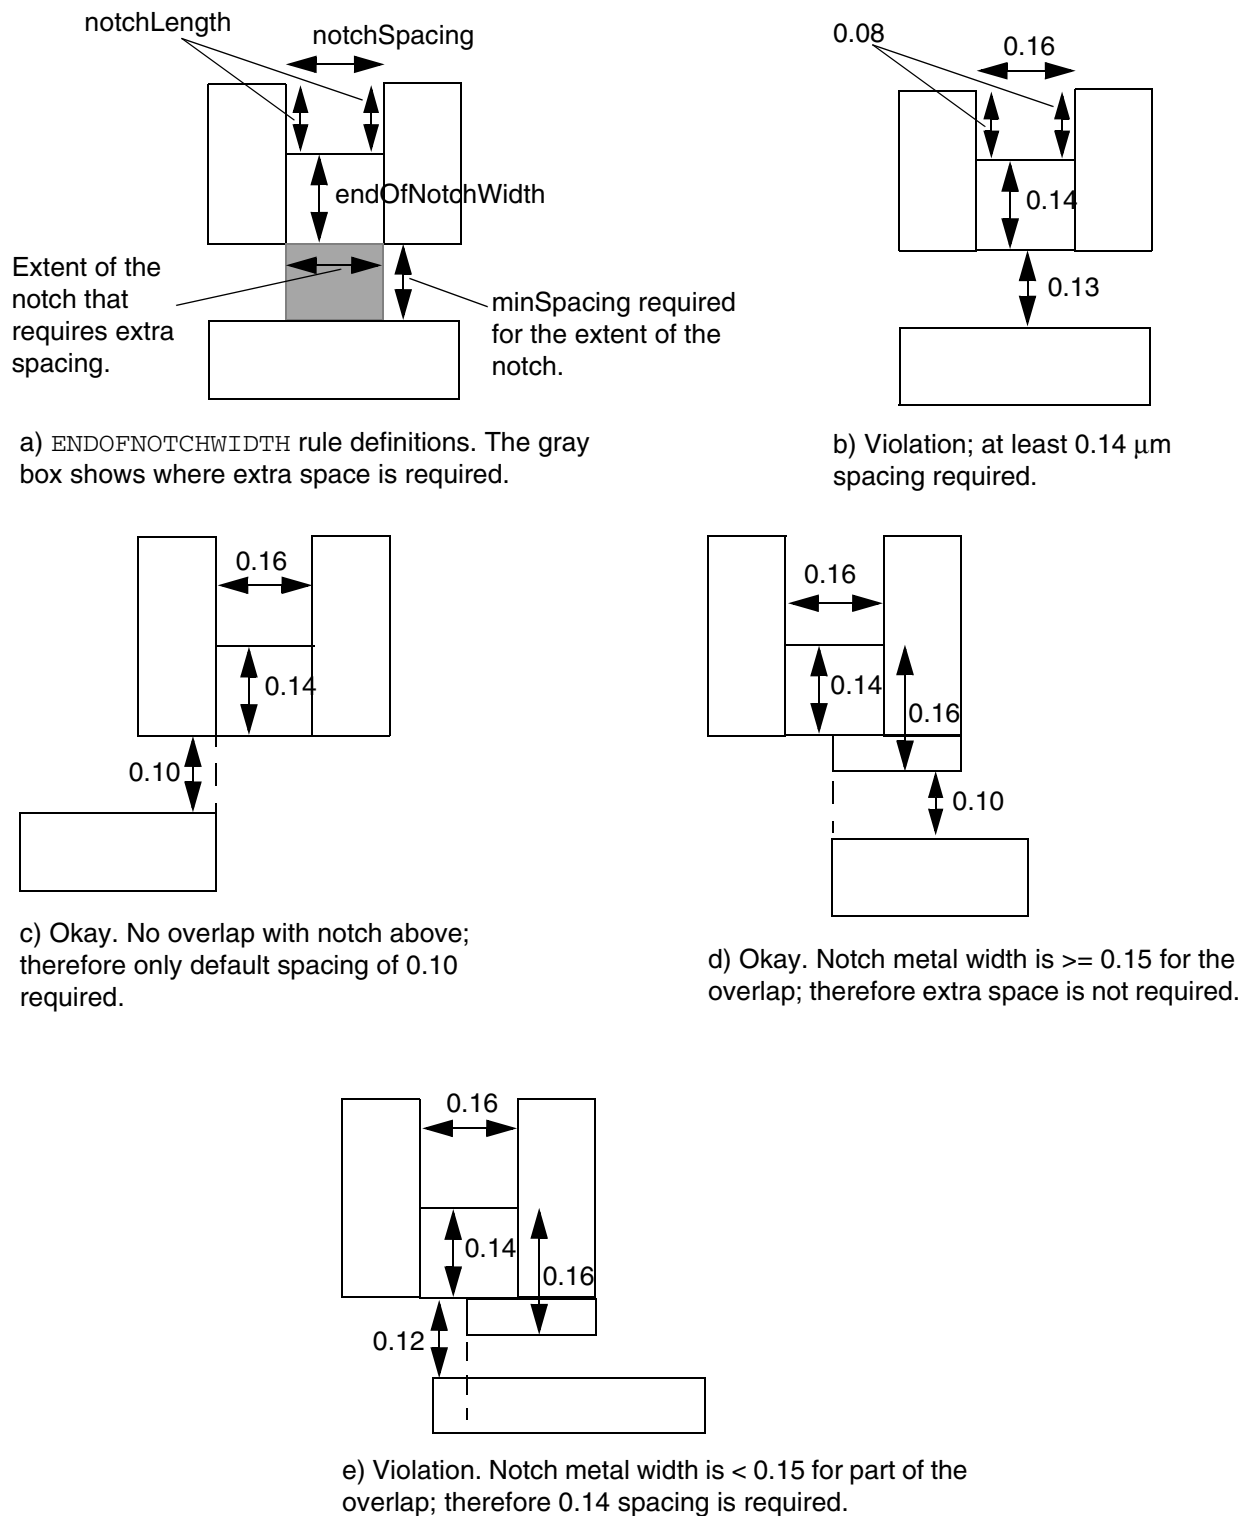 notchLength
notchSpacing
endOfNotchWidth
Extent of the
notch that
requires extra
spacing.
minSpacing required
for the extent of the
notch.
a) ENDOFNOTCHWIDTH rule definitions. The gray
box shows where extra space is required.
0.08
0.16
0.14
0.13
b) Violation; at least 0.14 µm
spacing required.
0.16
0.14
0.10
c) Okay. No overlap with notch above;
therefore only default spacing of 0.10
required.
0.16
0.14
0.16
0.10
d) Okay. Notch metal width is >= 0.15 for the
overlap; therefore extra space is not required.
0.16
0.14
0.16
0.12
e) Violation. Notch metal width is < 0.15 for part of the
overlap; therefore 0.14 spacing is required.